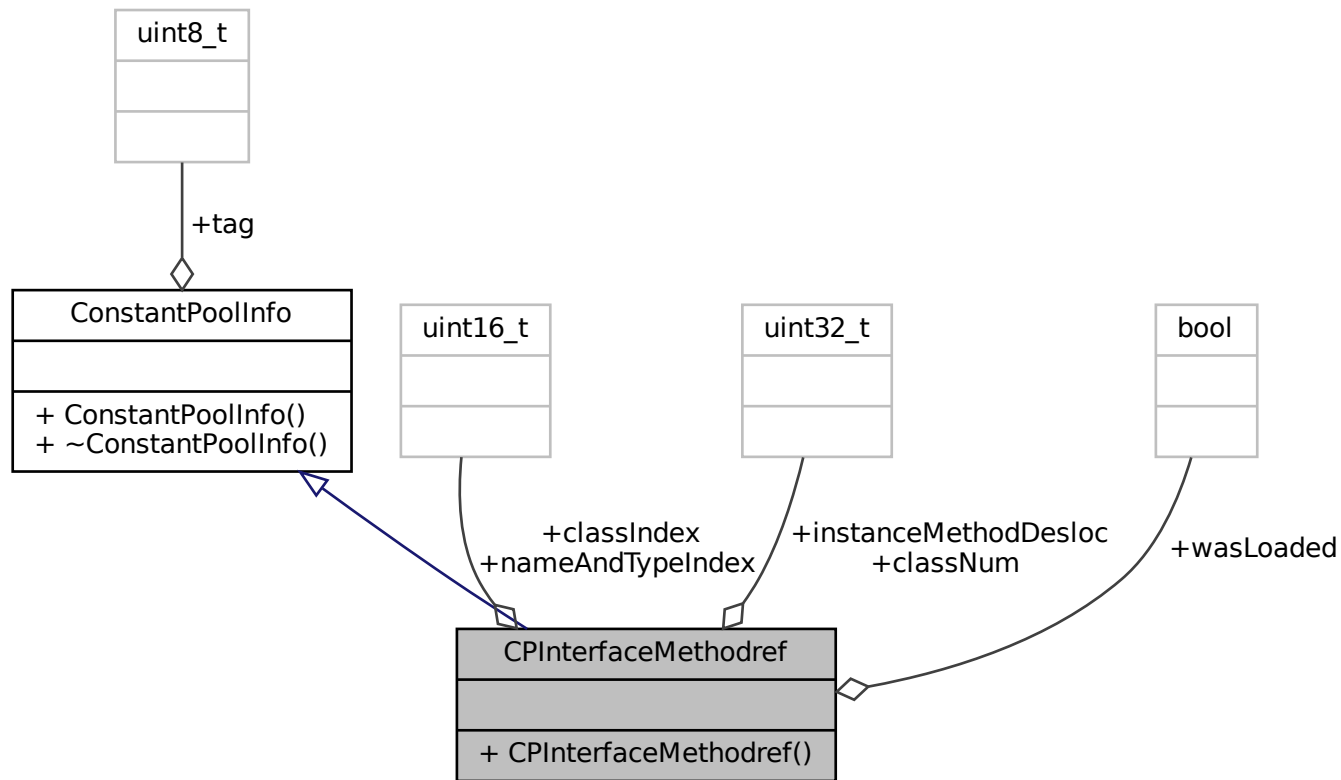 uint8_t
+tag
ConstantPoolInfo
+ ConstantPoolInfo()
+ ~ConstantPoolInfo()
uint16_t
uint32_t
bool
+classIndex
+nameAndTypeIndex
+instanceMethodDesloc
+classNum
+wasLoaded
CPInterfaceMethodref
+ CPInterfaceMethodref()